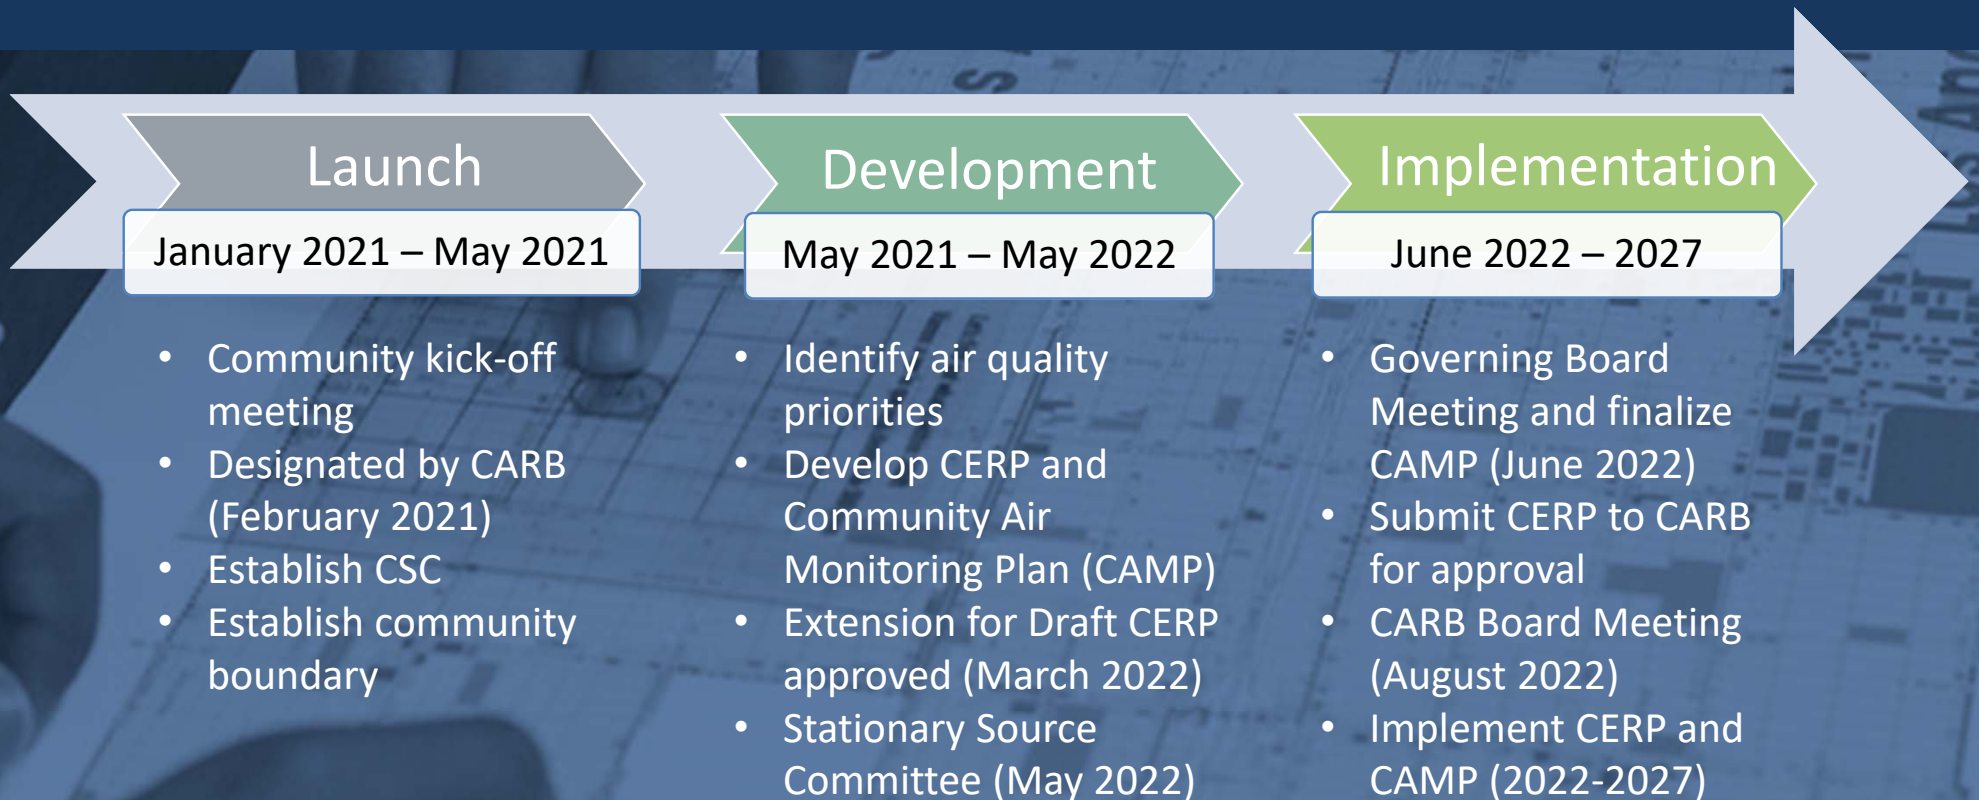 Launch
January 2021 – May 2021
• Community kick-off
meeting
• Designated by CARB
(February 2021)
• Establish CSC
• Establish community
boundary
Development
May 2021 – May 2022
• Identify air quality
priorities
• Develop CERP and
Community Air
Monitoring Plan (CAMP)
• Extension for Draft CERP
approved (March 2022)
• Stationary Source
Committee (May 2022)
Implementation
June 2022 – 2027
• Governing Board
Meeting and finalize
CAMP (June 2022)
• Submit CERP to CARB
for approval
• CARB Board Meeting
(August 2022)
• Implement CERP and
CAMP (2022-2027)